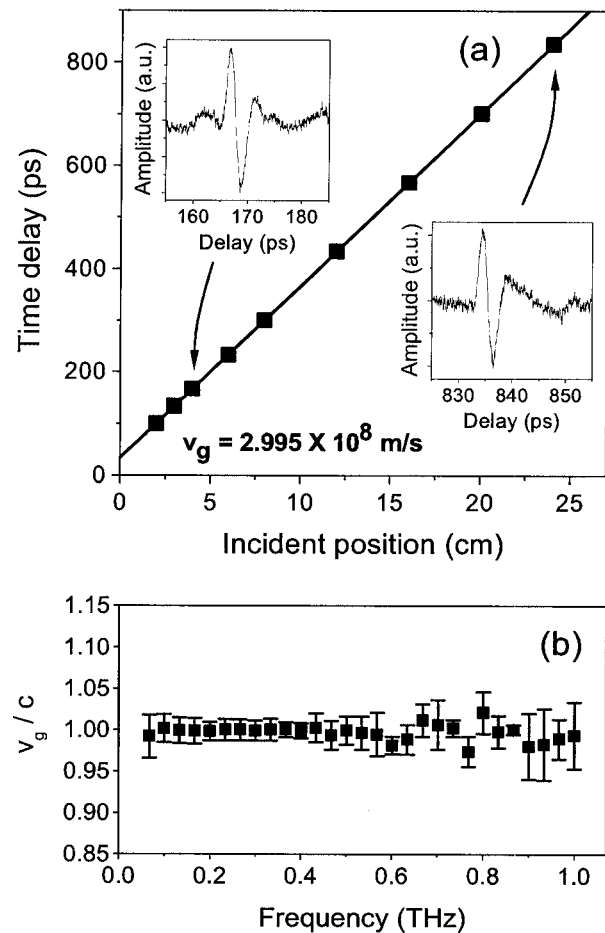 (a)
Time delay (ps)
800
600
400
200
0
Amplitude (a.u.)
160 170 180
Delay (ps)
Amplitude (a.u.)
830 840 850
Delay (ps)
v_g = 2.995 X 10^8 m/s
0 5 10 15 20 25
Incident position (cm)
(b)
v_g / c
1.15
1.10
1.05
1.00
0.95
0.90
0.85
0.0 0.2 0.4 0.6 0.8 1.0
Frequency (THz)